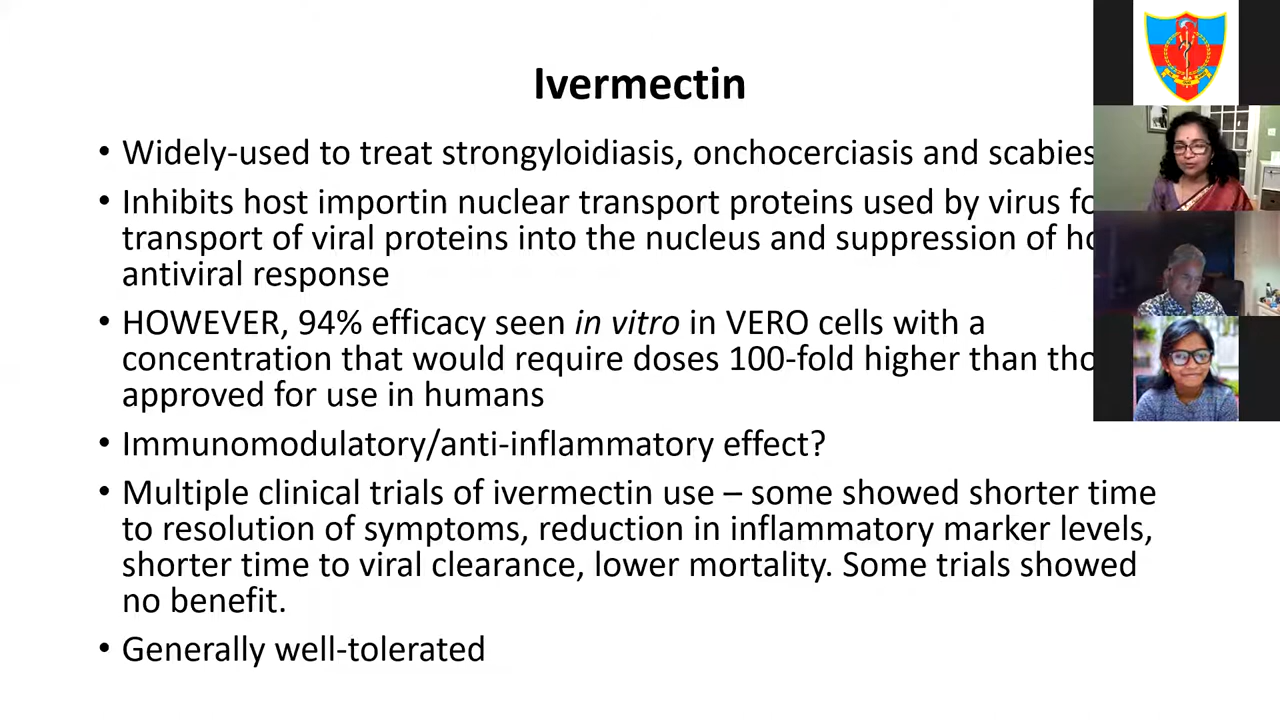 Ivermectin
• Widely-used to treat strongyloidiasis, onchocerciasis and scabies
• Inhibits host importin nuclear transport proteins used by virus
transport of viral proteins into the nucleus and suppression of
antiviral response
• HOWEVER, 94% efficacy seen in vitro in VERO cells with a
concentration that would require doses 100-fold higher than
approved for use in humans
• Immunomodulatory/anti-inflammatory effect?
• Multiple clinical trials of ivermectin use – some showed shorter time
to resolution of symptoms, reduction in inflammatory marker levels,
shorter time to viral clearance, lower mortality. Some trials showed
no benefit.
• Generally well-tolerated